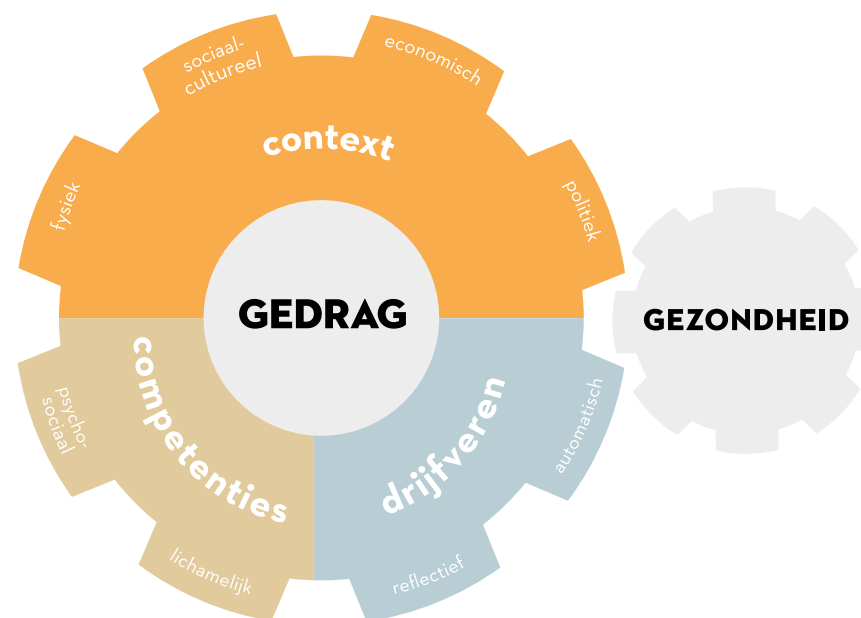 sociaal-
cultureel
economisch
context
fysiek
politiek
GEDRAG
GEZONDHEID
competenties
drijfveren
psycho-
sociaal
automatisch
lichamelijk
reflectief